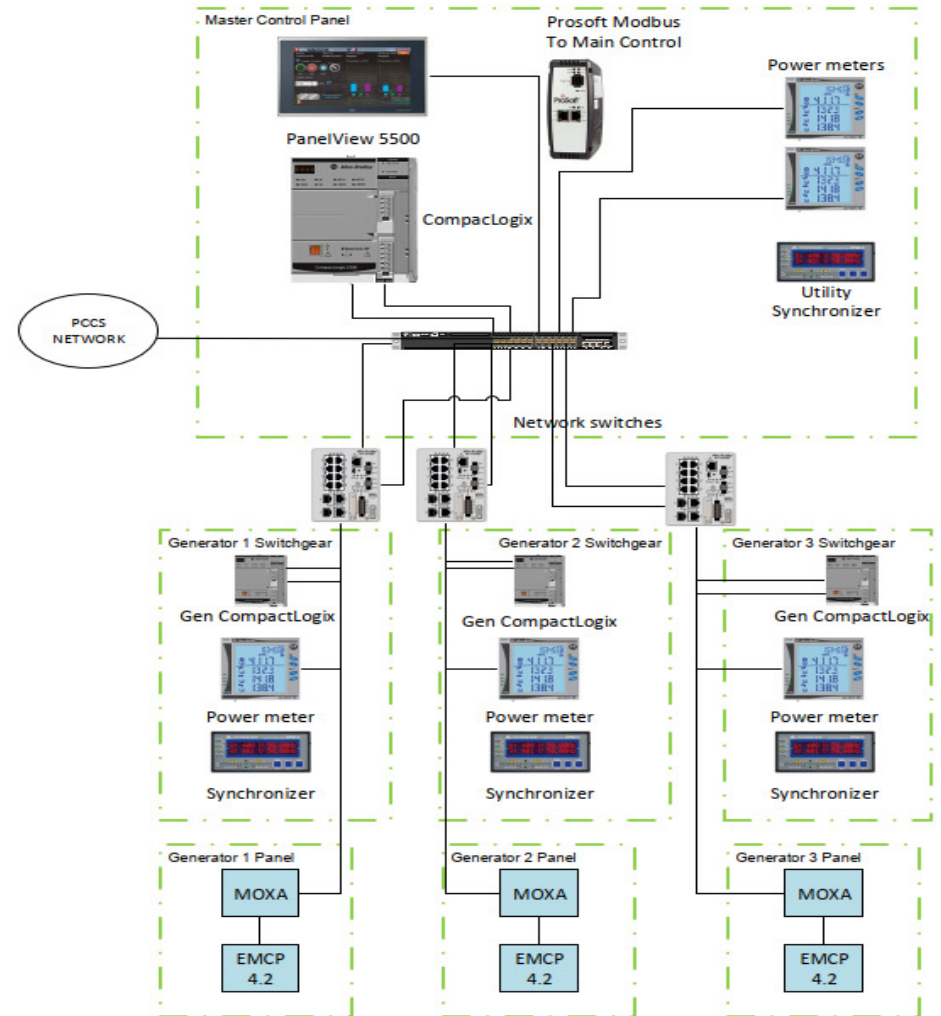 Master Control Panel
Prosoft Modbus
To Main Control
Power meters
PanelView 5500
ProSoft
Allen-Bradley
CompacLogix
Utility
Synchronizer
PCCS
NETWORK
Network switches
Generator 1 Switchgear
Generator 2 Switchgear
Generator 3 Switchgear
Gen CompactLogix
Gen CompactLogix
Gen CompactLogix
Power meter
Power meter
Power meter
Synchronizer
Synchronizer
Synchronizer
Generator 1 Panel
Generator 2 Panel
Generator 3 Panel
MOXA
MOXA
MOXA
EMCP
4.2
EMCP
4.2
EMCP
4.2